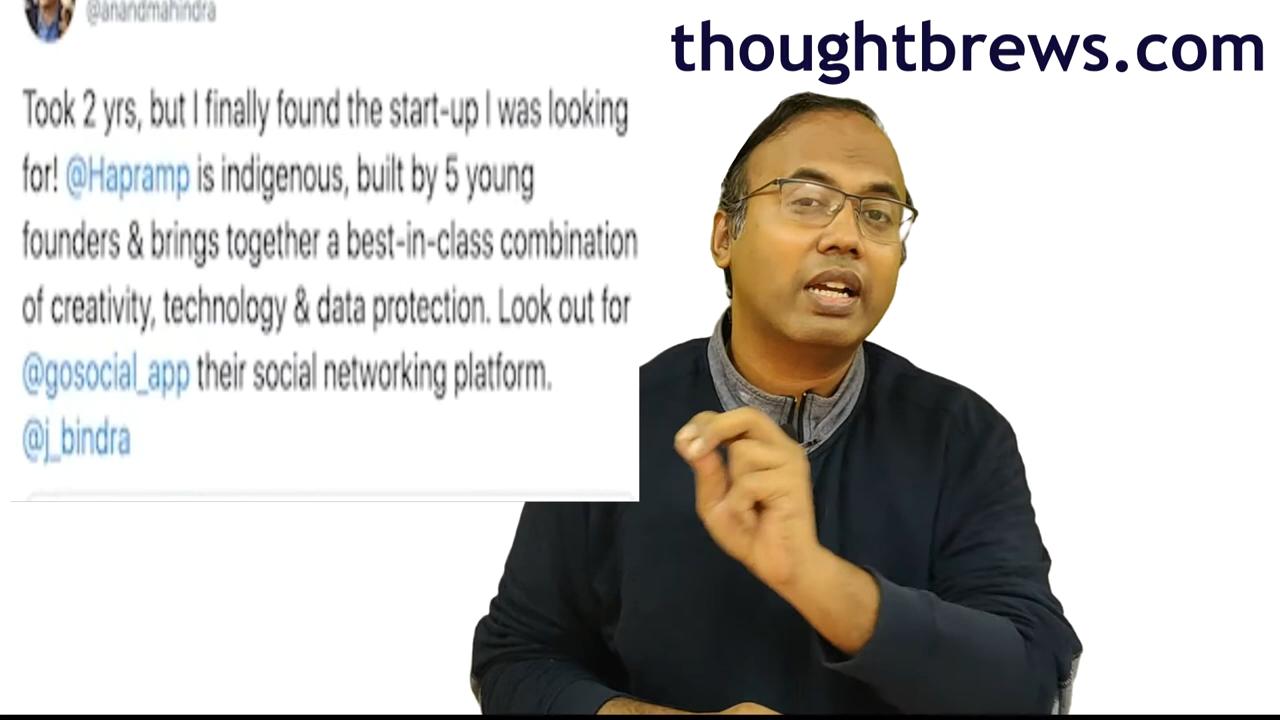 @anandmahindra
thoughtbrews.com
Took 2 yrs, but I finally found the start-up I was looking
for! @Hapramp is indigenous, built by 5 young
founders & brings together a best-in-class combination
of creativity, technology & data protection. Look out for
@gosocial_app their social networking platform.
@j_bindra